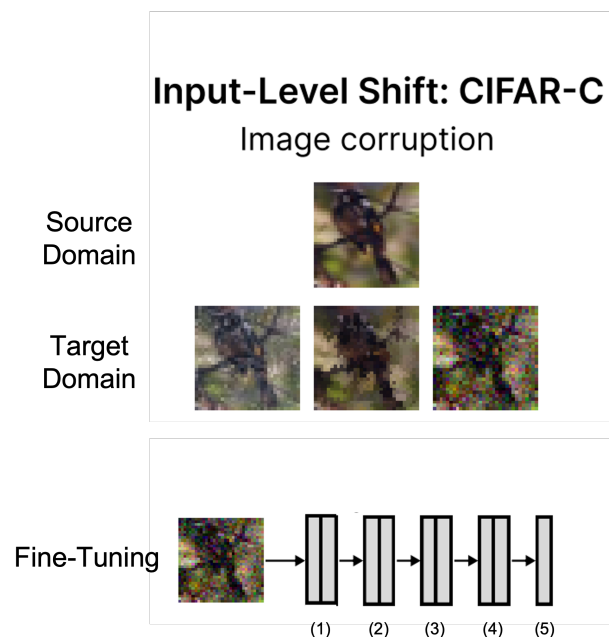 Input-Level Shift: CIFAR-C
Image corruption
Source
Domain
Target
Domain
Fine-Tuning
(1) (2) (3) (4) (5)